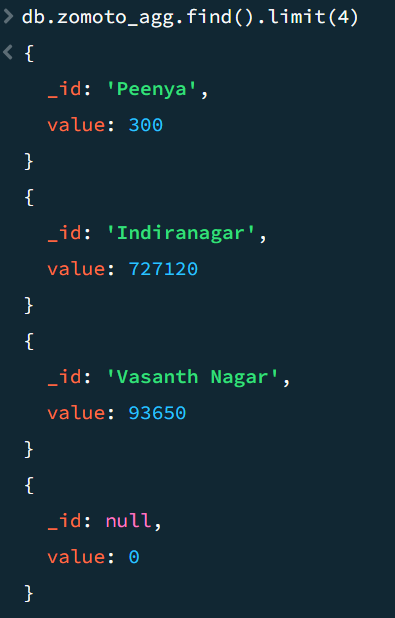 > db.zomoto_agg.find().limit(4)
< {
_id: 'Peenya',
value: 300
}
{
_id: 'Indiranagar',
value: 727120
}
{
_id: 'Vasanth Nagar',
value: 93650
}
{
_id: null,
value: 0
}